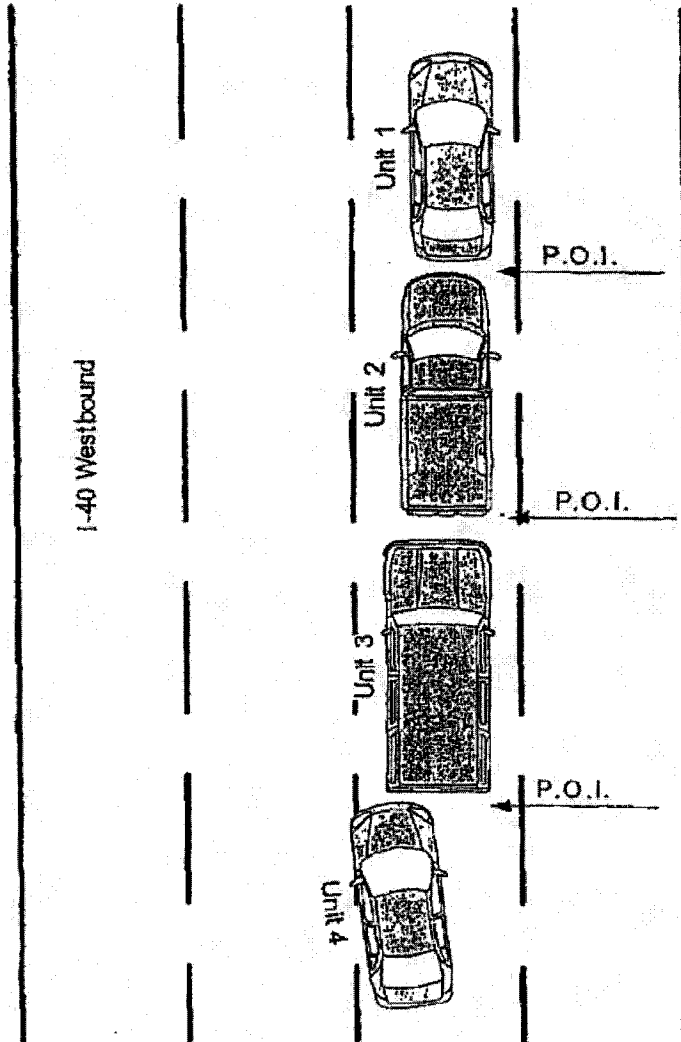 Unit 1
P.O.I.
Unit 2
I-40 Westbound
P.O.I.
Unit 3
P.O.I.
Unit 4